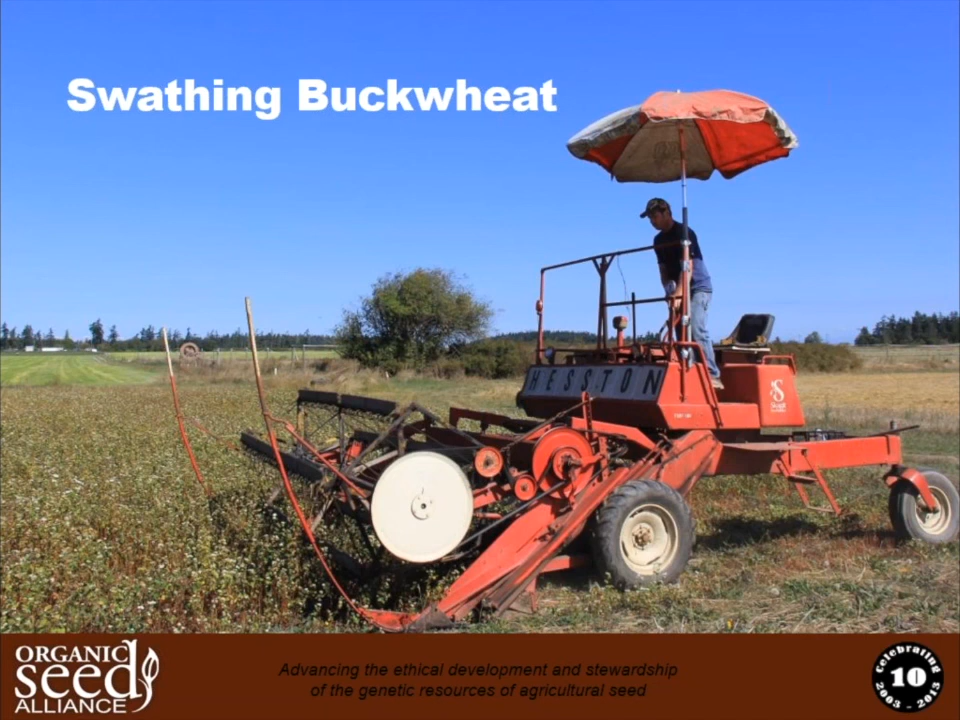 Swathing Buckwheat
HESSTON
ORGANIC
seed
ALLIANCE
Advancing the ethical development and stewardship
of the genetic resources of agricultural seed
Celebrating
10
2003 - 2013